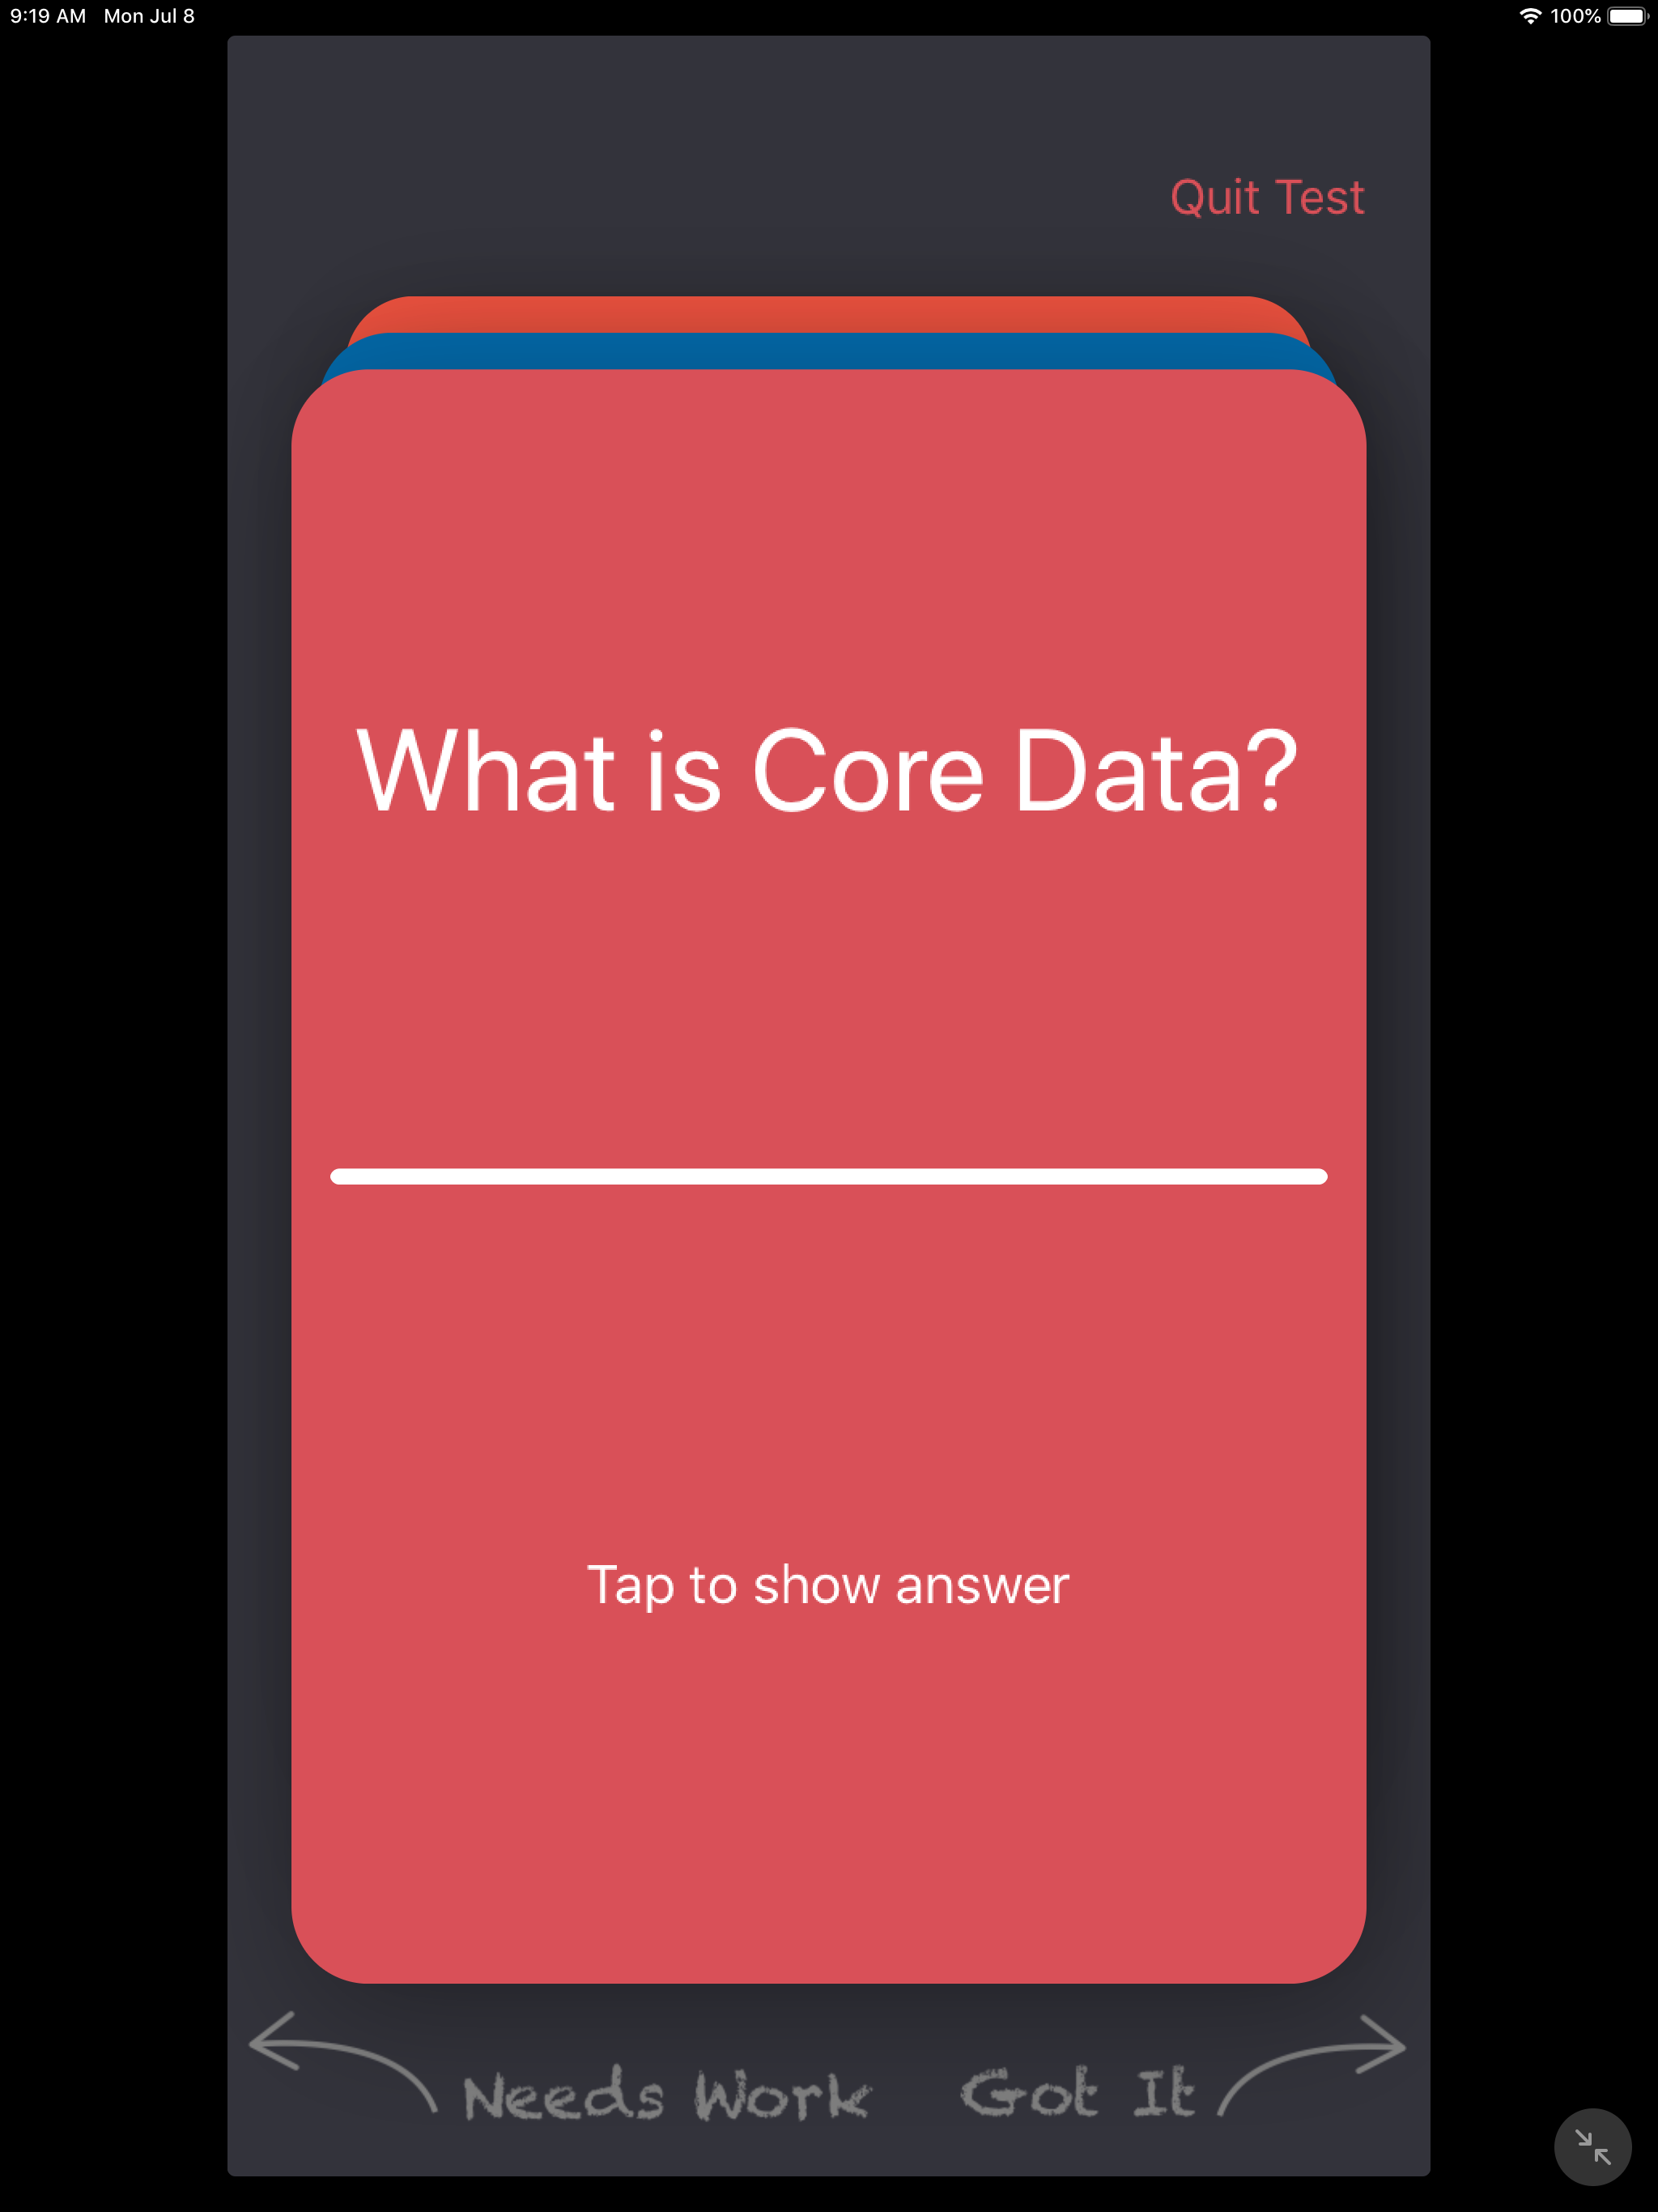 9:19 AM Mon Jul 8 100%
Quit Test
What is Core Data?
Tap to show answer
Needs Work Got It